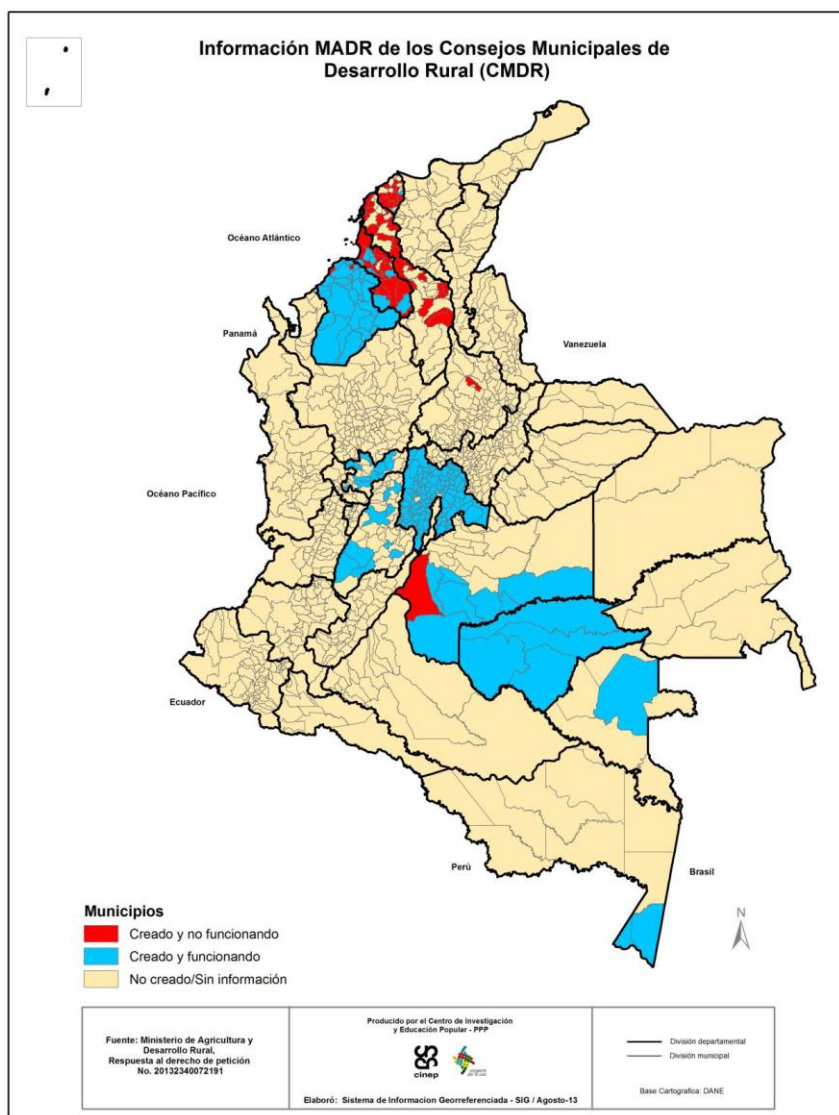 Información MADR de los Consejos Municipales de
Desarrollo Rural (CMDR)
Océano Atlántico
Panamá
Vanezuela
Océano Pacífico
Ecuador
Perú
Brasil
N
Municipios
Creado y no funcionando
Creado y funcionando
No creado/Sin información
Fuente: Ministerio de Agricultura y
Desarrollo Rural,
Respuesta al derecho de petición
No. 20132340072191
Producido por el Centro de Investigación
y Educación Popular - PPP
cinep
Elaboró: Sistema de Informacion Georreferenciada - SIG / Agosto-13
División departamental
División municipal
Base Cartografica: DANE